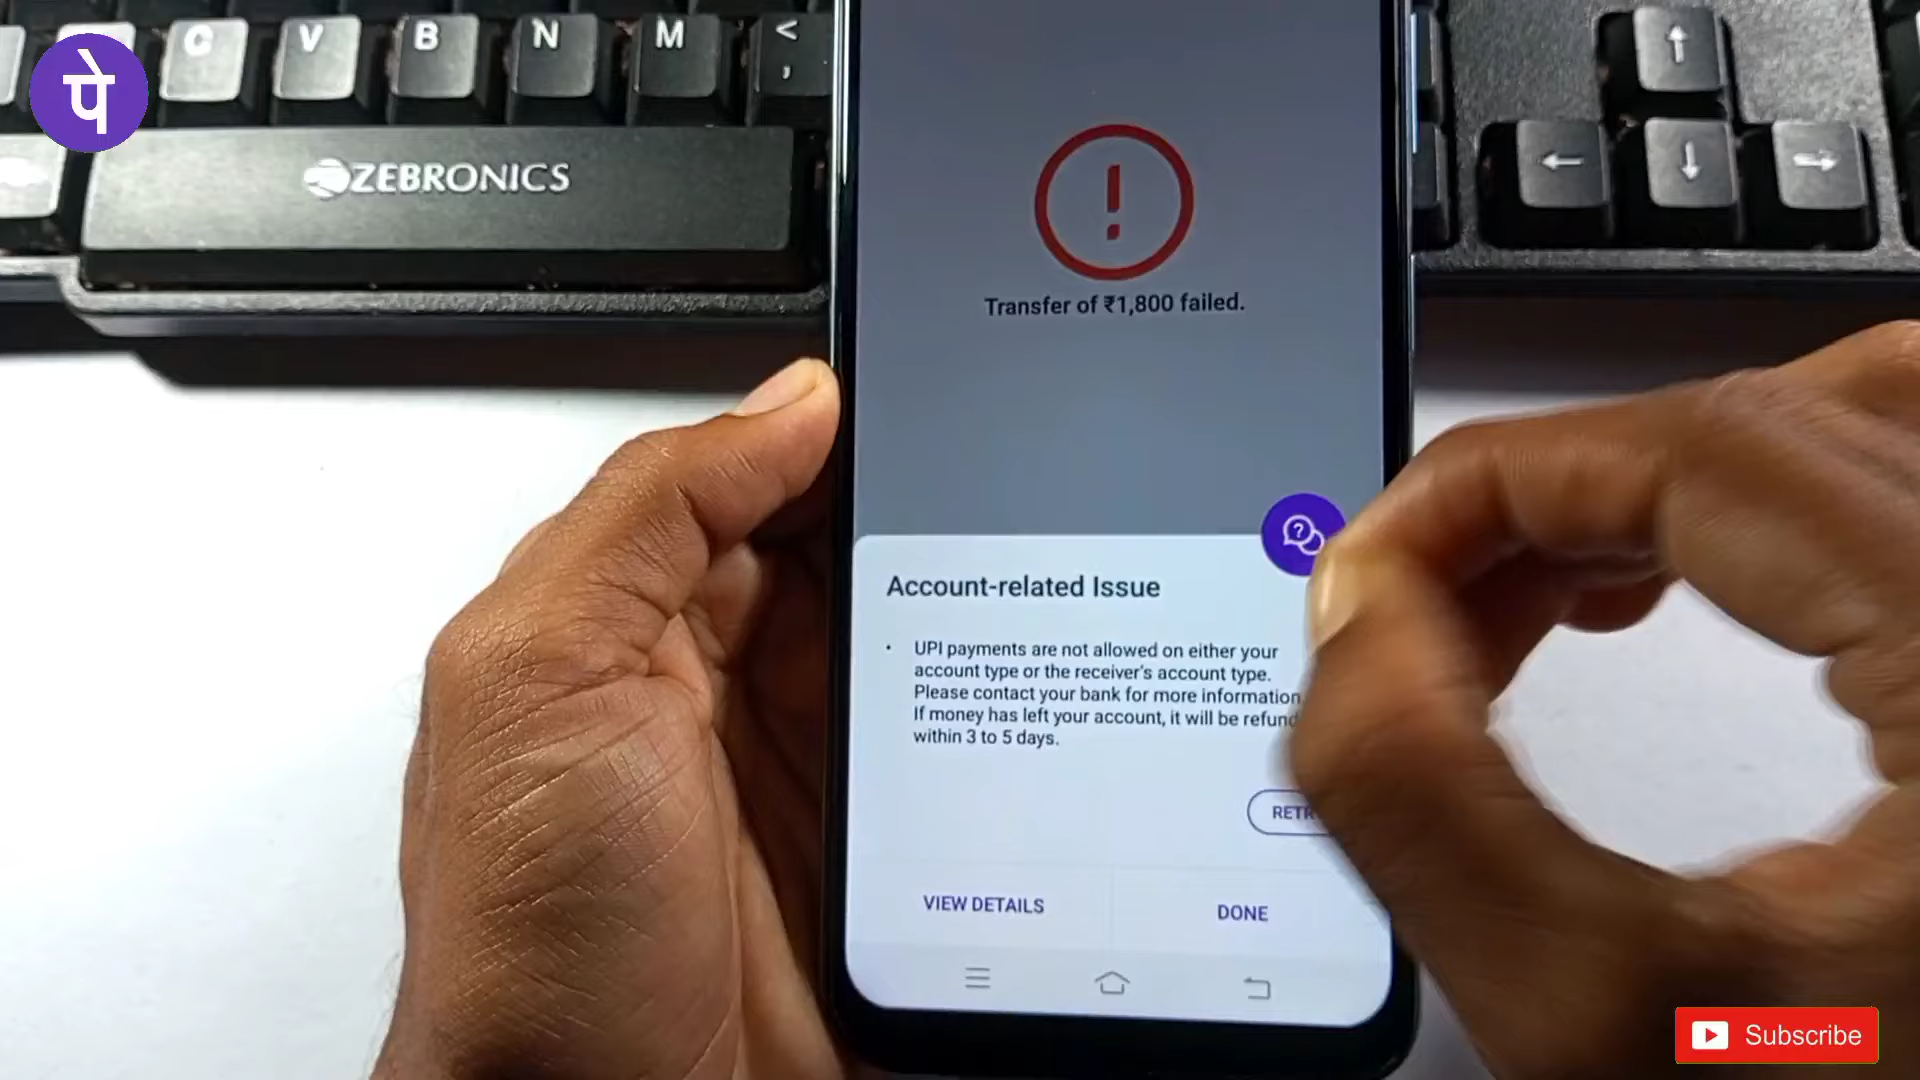 C V B N M <
,
पे
ZEBRONICS
Transfer of ₹1,800 failed.
Account-related Issue
• UPI payments are not allowed on either your
account type or the receiver's account type.
Please contact your bank for more information
If money has left your account, it will be
within 3 to 5 days.
VIEW DETAILS
DONE
Subscribe